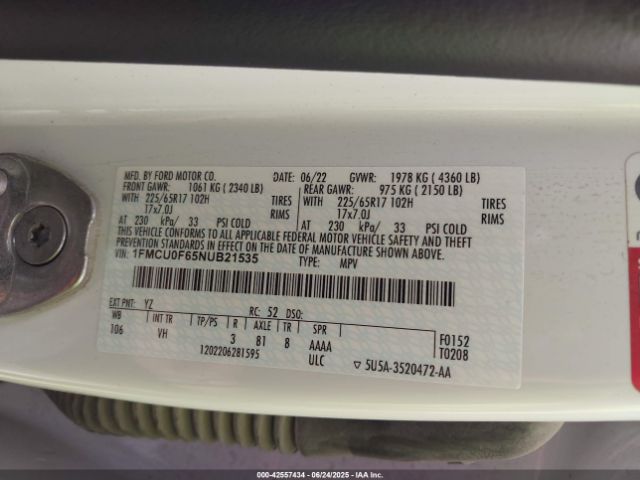 MFD. BY FORD MOTOR CO. DATE: 06/22 GVWR: 1978 KG ( 4360 LB)
FRONT GAWR: 1061 KG ( 2340 LB) REAR GAWR: 975 KG ( 2150 LB)
WITH 225/65R17 102H TIRES WITH 225/65R17 102H TIRES
17x7.0J RIMS 17x7.0J RIMS
AT 230 kPa/ 33 PSI COLD AT 230 kPa/ 33 PSI COLD
THIS VEHICLE CONFORMS TO ALL APPLICABLE FEDERAL MOTOR VEHICLE SAFETY AND THEFT
PREVENTION STANDARDS IN EFFECT ON THE DATE OF MANUFACTURE SHOWN ABOVE.
VIN: 1FMCU0F65NUB21535 TYPE: MPV
EXT PNT: YZ RC: 52 DSO:
WB INT TR TP/PS R AXLE TR SPR F0152
106 VH 3 81 8 AAAA T0208
1202206281595 ULC ▽ 5U5A-3520472-AA
000-42557434 - 06/24/2025 - IAA Inc.